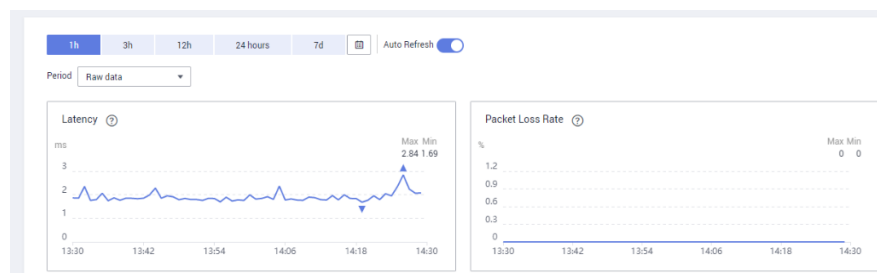 1h 3h 12h 24 hours 7d Auto Refresh
Period Raw data
Latency ?
ms
Max Min
2.84 1.69
3
2
1
0
13:30 13:42 13:54 14:06 14:18 14:30
Packet Loss Rate ?
%
Max Min
0 0
1.2
0.9
0.6
0.3
0
13:30 13:42 13:54 14:06 14:18 14:30